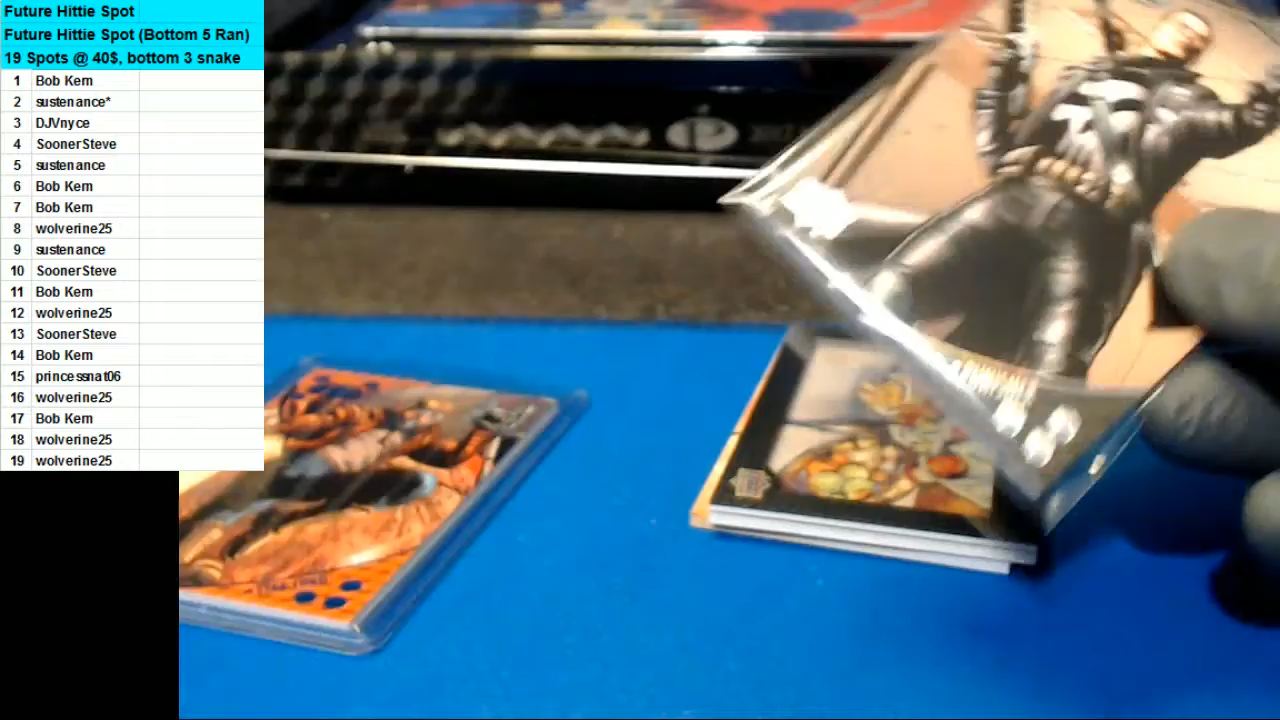 Future Hittie Spot
Future Hittie Spot (Bottom 5 Ran)
19 Spots @ 40$, bottom 3 snake
1 Bob Kern
2 sustenance*
3 DJVnyce
4 SoonerSteve
5 sustenance
6 Bob Kern
7 Bob Kern
8 wolverine25
9 sustenance
10 SoonerSteve
11 Bob Kern
12 wolverine25
13 SoonerSteve
14 Bob Kern
15 princessnat06
16 wolverine25
17 Bob Kern
18 wolverine25
19 wolverine25